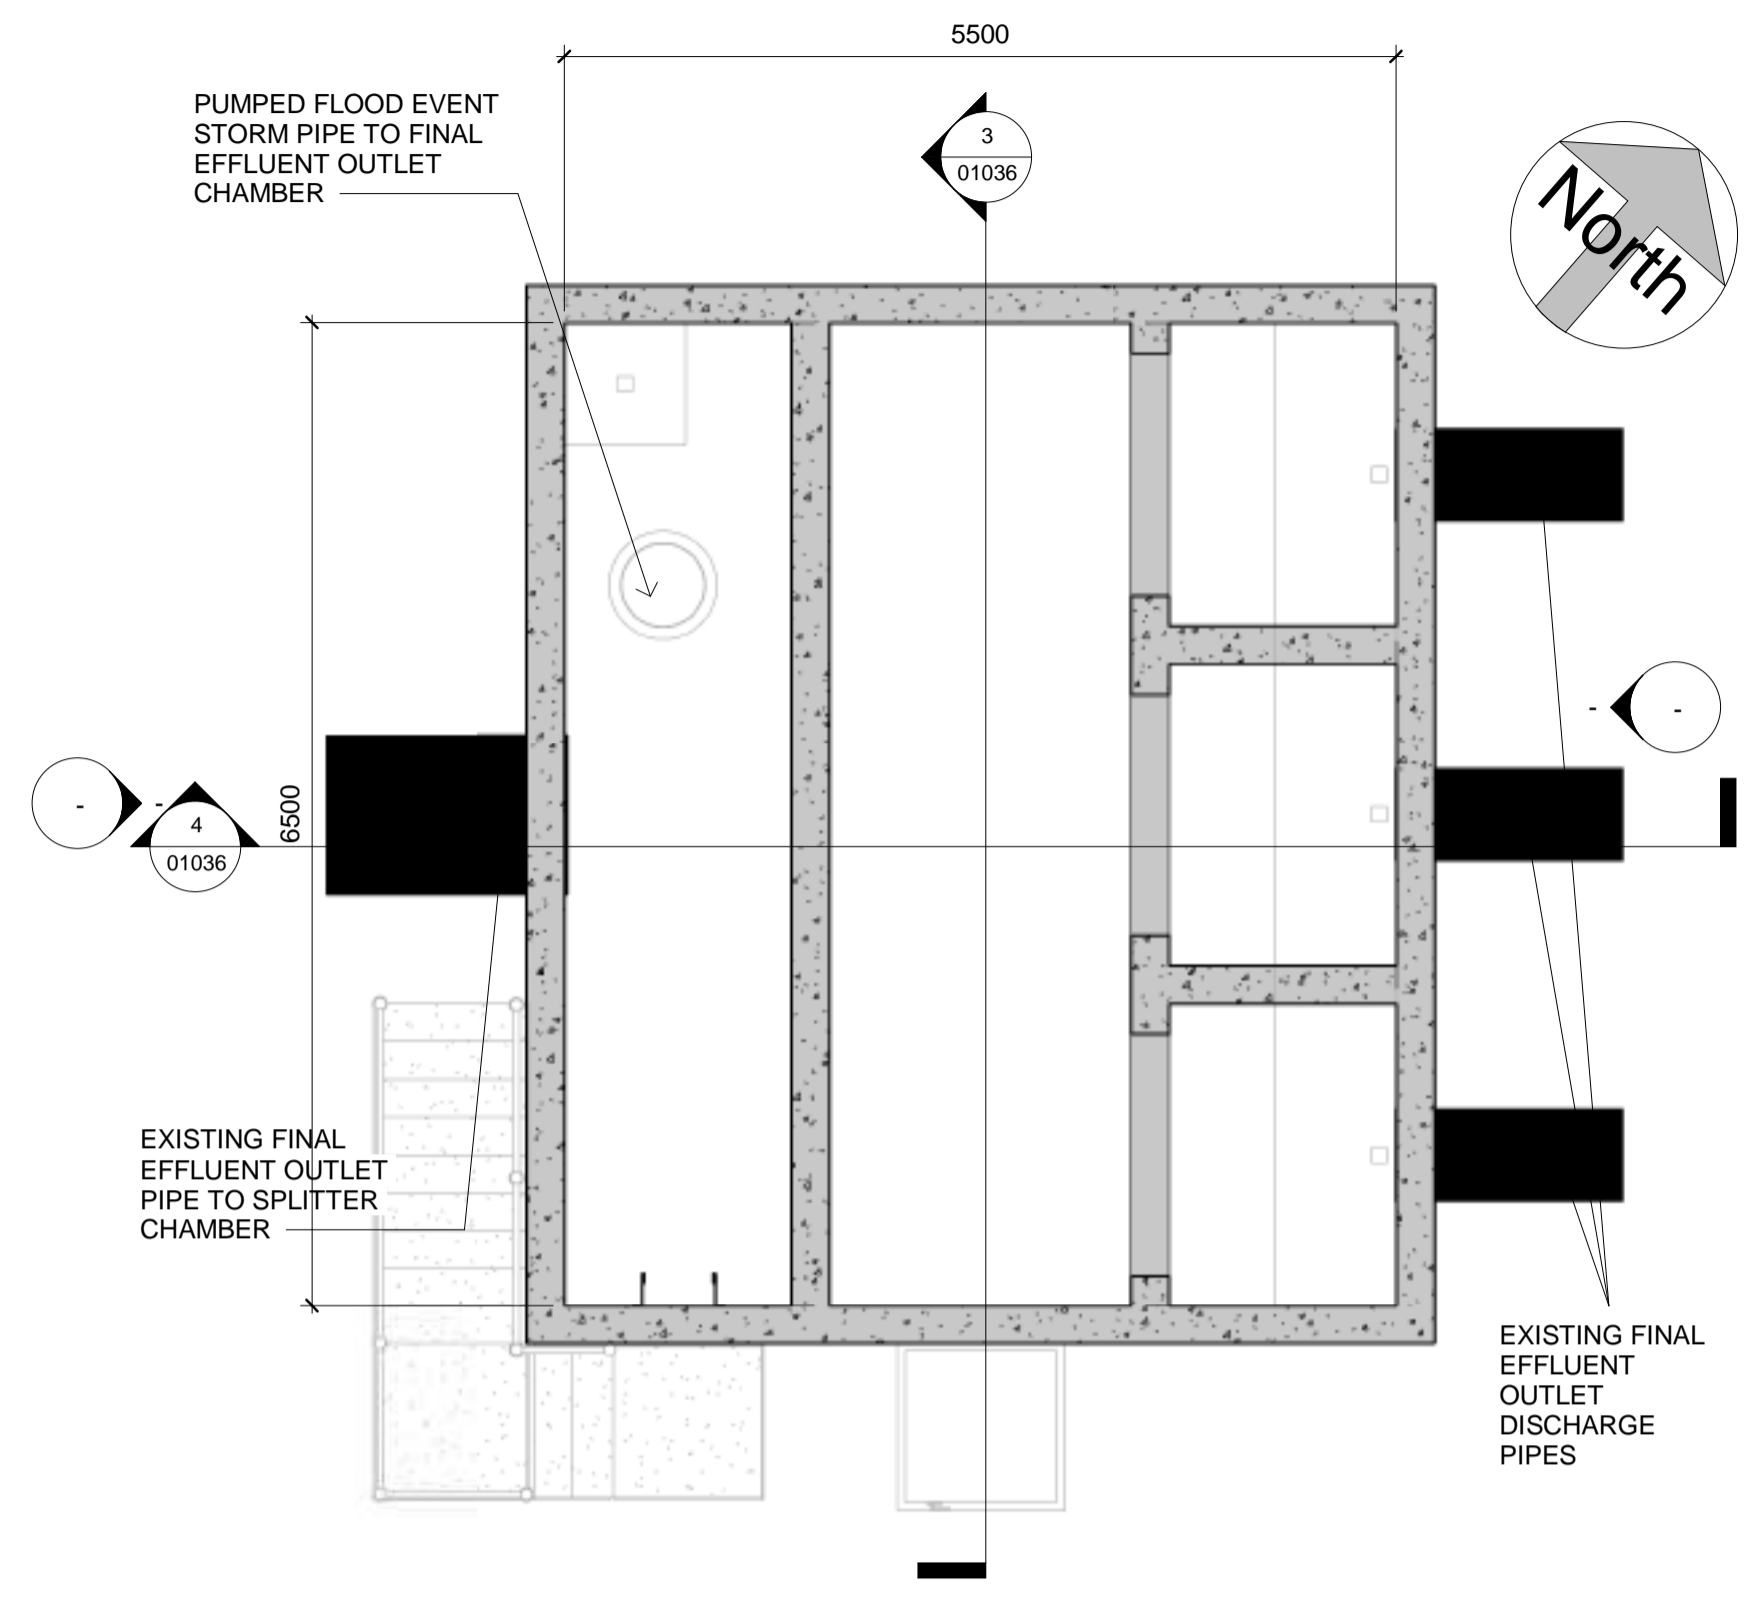 5500
PUMPED FLOOD EVENT
STORM PIPE TO FINAL
EFFLUENT OUTLET
CHAMBER
3
01036
North
-
-
-
-
4
01036
6500
EXISTING FINAL
EFFLUENT OUTLET
PIPE TO SPLITTER
CHAMBER
EXISTING FINAL
EFFLUENT
OUTLET
DISCHARGE
PIPES